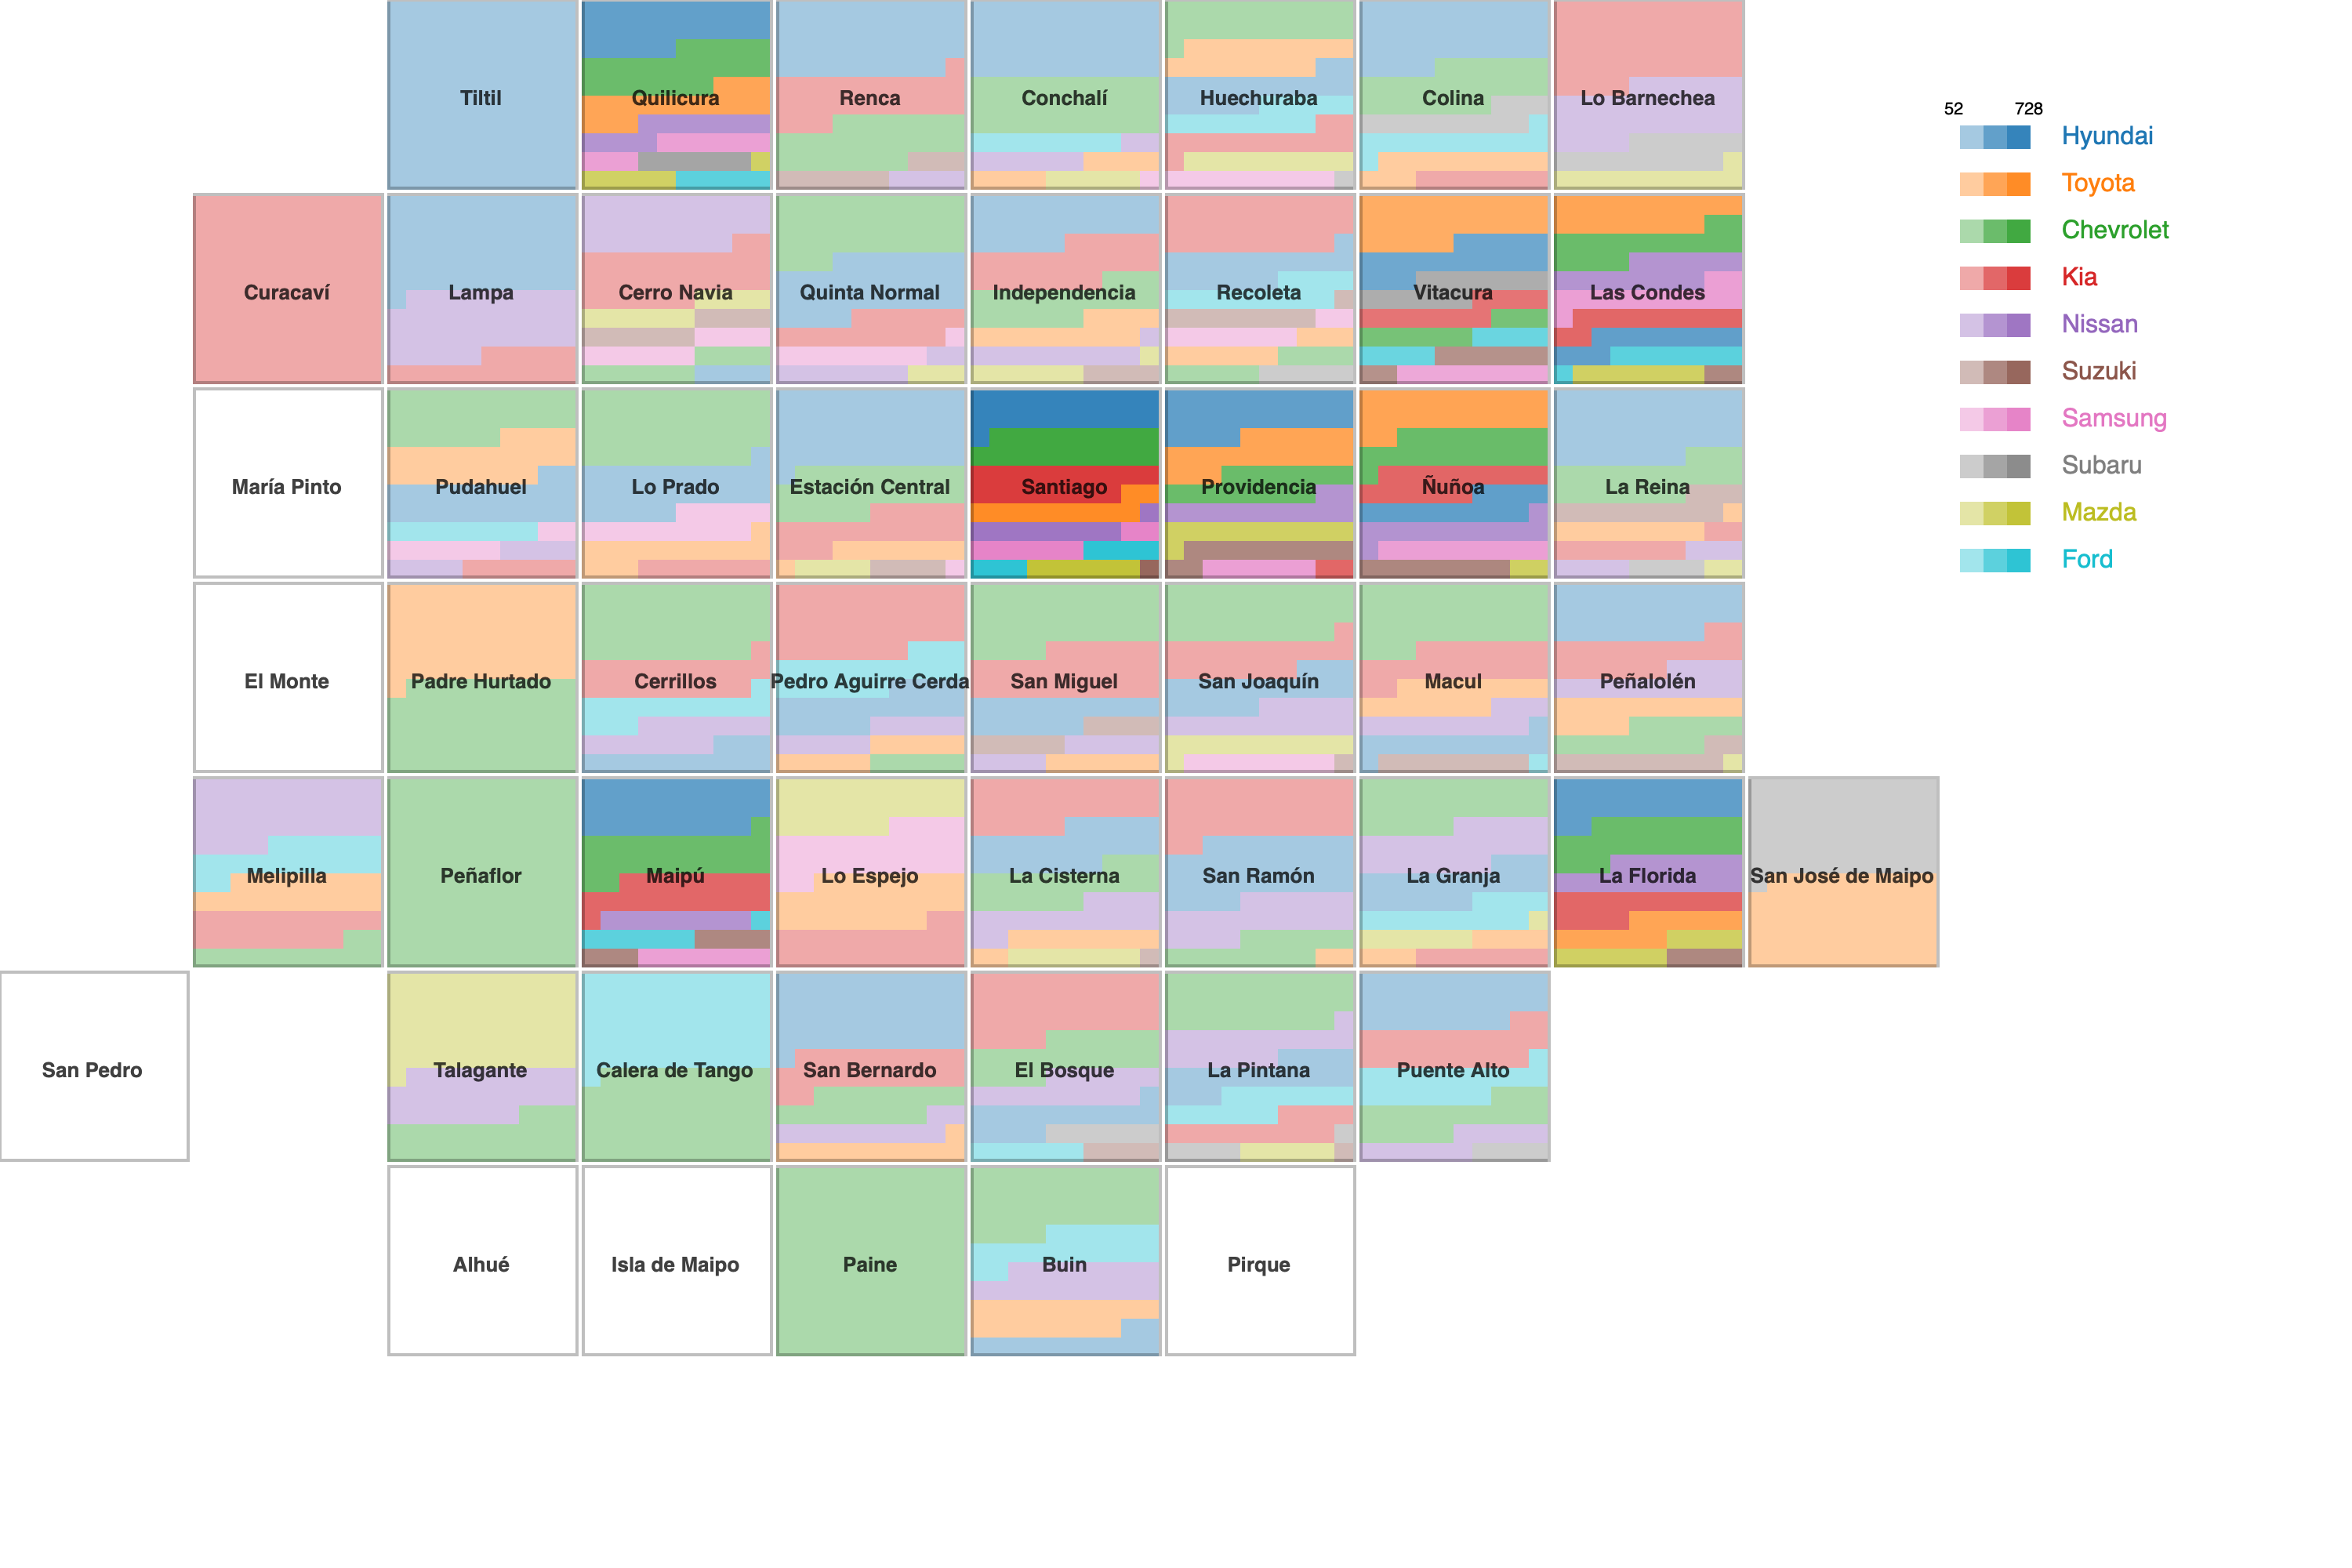 Tiltil
Quilicura
Renca
Conchalí
Huechuraba
Colina
Lo Barnechea
52 728
Hyundai
Toyota
Chevrolet
Kia
Nissan
Suzuki
Samsung
Subaru
Mazda
Ford
Curacaví
Lampa
Cerro Navia
Quinta Normal
Independencia
Recoleta
Vitacura
Las Condes
María Pinto
Pudahuel
Lo Prado
Estación Central
Santiago
Providencia
Ñuñoa
La Reina
El Monte
Padre Hurtado
Cerrillos
Pedro Aguirre Cerda
San Miguel
San Joaquín
Macul
Peñalolén
Melipilla
Peñaflor
Maipú
Lo Espejo
La Cisterna
San Ramón
La Granja
La Florida
San José de Maipo
San Pedro
Talagante
Calera de Tango
San Bernardo
El Bosque
La Pintana
Puente Alto
Alhué
Isla de Maipo
Paine
Buin
Pirque